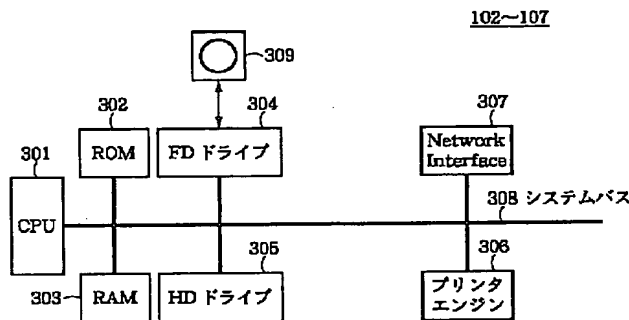 102～107
309
302
304
307
301
ROM
FD ドライブ
Network
Interface
CPU
308 システムバス
305
306
303
RAM
HD ドライブ
プリンタ
エンジン